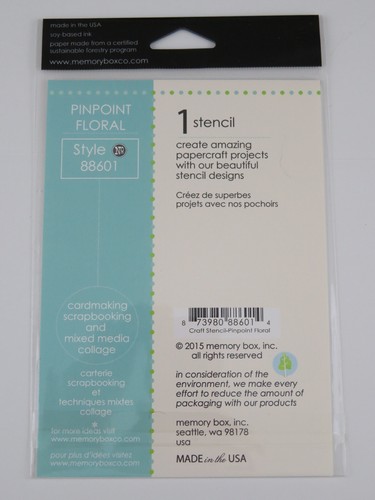 made in the USA
soy-based ink
paper made from a certified
sustainable forestry program
www.memoryboxco.com
PINPOINT
FLORAL
Style
88601
1 stencil
create amazing
papercraft projects
with our beautiful
stencil designs
Créez de superbes
projets avec nos pochoirs
cardmaking
scrapbooking
and
mixed media
collage
carterie
scrapbooking
et
techniques mixtes
collage
*
for more ideas visit
www.memoryboxco.com
pour plus d'idées visitez
www.memoryboxco.com
8 73980 88601 4
Craft Stencil-Pinpoint Floral
© 2015 memory box, inc.
all rights reserved
in consideration of the
environment, we make every
effort to reduce the amount of
packaging with our products
memory box, inc.
seattle, wa 98178
usa
MADE in the USA